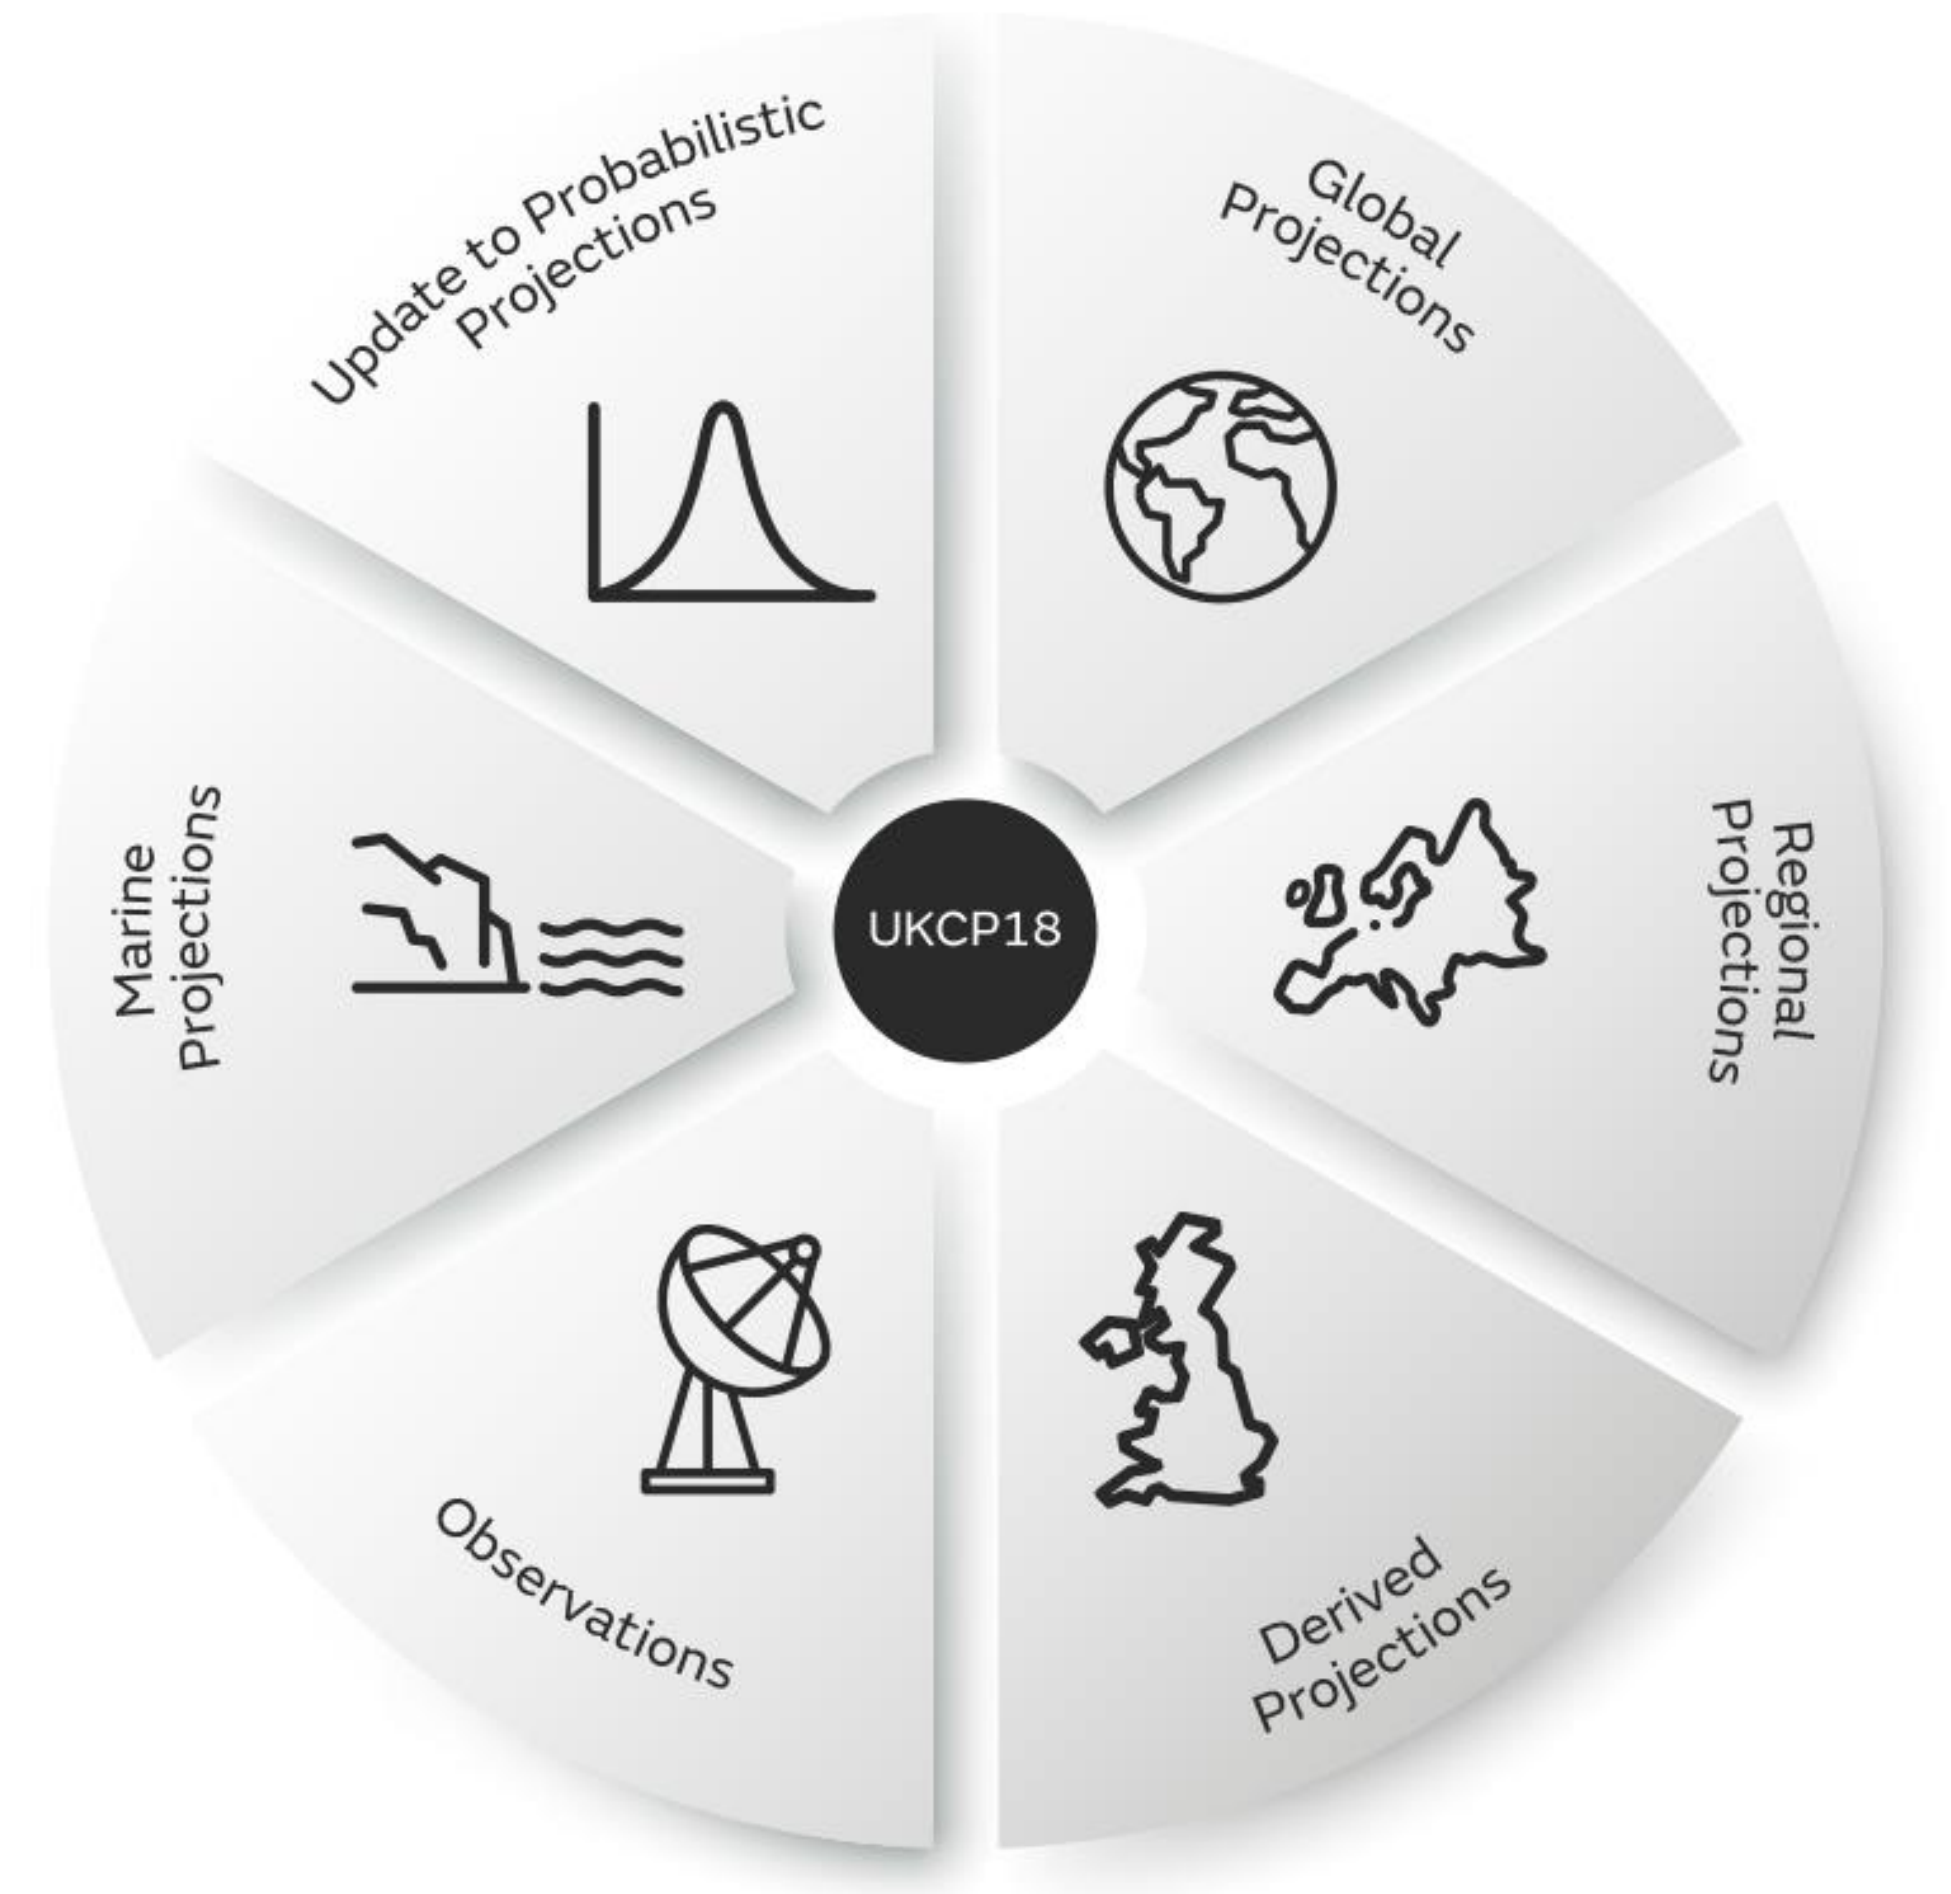 Update to Probabilistic
Projections
Global
Projections
Regional
Projections
Derived
Projections
Observations
Marine
Projections
UKCP18